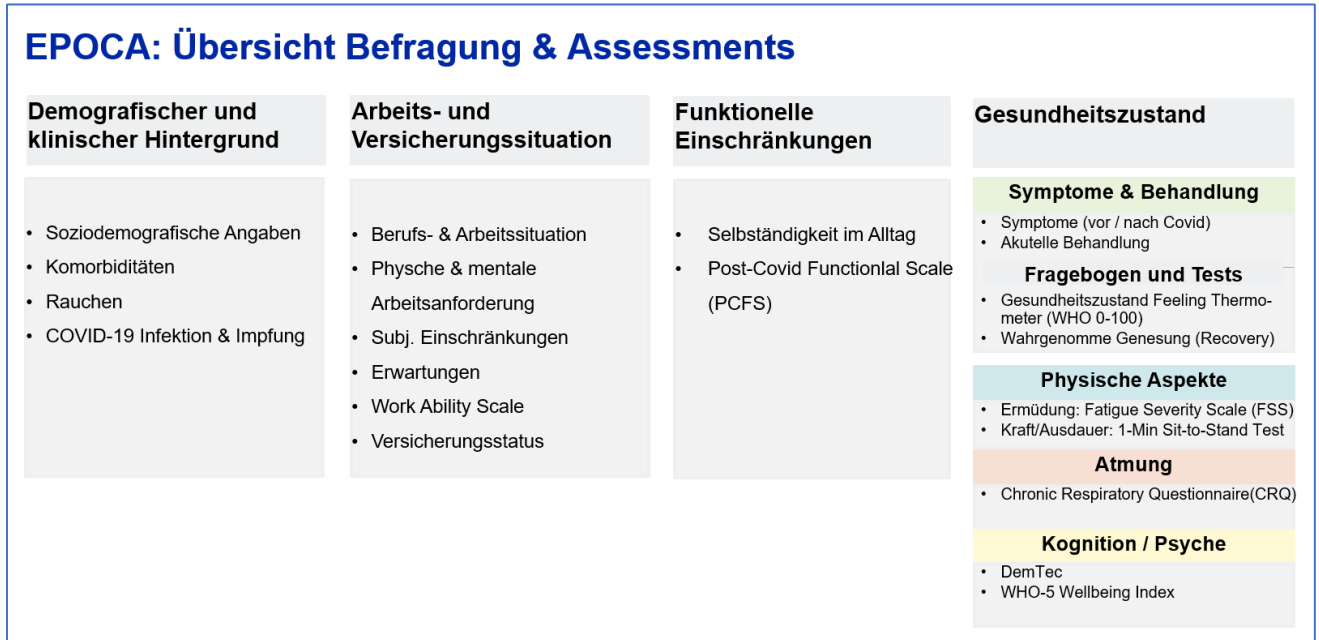 EPOCA: Übersicht Befragung & Assessments
Demografischer und
klinischer Hintergrund
• Soziodemografische Angaben
• Komorbiditäten
• Rauchen
• COVID-19 Infektion & Impfung
Arbeits- und
Versicherungssituation
• Berufs- & Arbeitssituation
• Physche & mentale
Arbeitsanforderung
• Subj. Einschränkungen
• Erwartungen
• Work Ability Scale
• Versicherungsstatus
Funktionelle
Einschränkungen
• Selbständigkeit im Alltag
• Post-Covid Functionlal Scale
(PCFS)
Gesundheitszustand
Symptome & Behandlung
• Symptome (vor / nach Covid)
• Akutelle Behandlung
Fragebogen und Tests
• Gesundheitszustand Feeling Thermo-
meter (WHO 0-100)
• Wahrgenomme Genesung (Recovery)
Physische Aspekte
• Ermüdung: Fatigue Severity Scale (FSS)
• Kraft/Ausdauer: 1-Min Sit-to-Stand Test
Atmung
• Chronic Respiratory Questionnaire(CRQ)
Kognition / Psyche
• DemTec
• WHO-5 Wellbeing Index